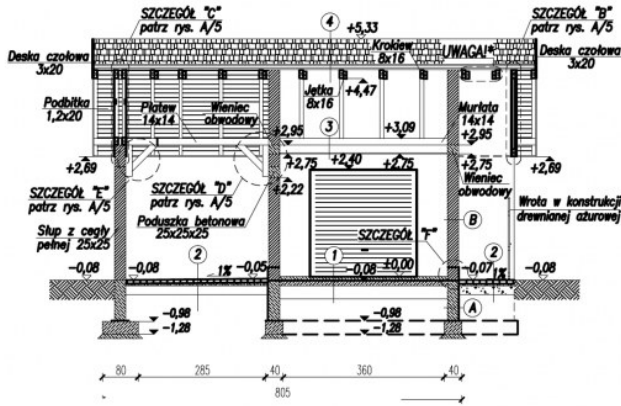 SZCZEGÓŁ "C"
patrz rys. A/5
SZCZEGÓŁ "B"
patrz rys. A/5
+5,33
4
Krokiew
8x16
UWAGA!*
Deska czołowa
3x20
Deska czołowa
3x20
Jętka
8x16
+4,47
Podbitka
1,2x20
Płatew
14x14
Wieniec
obwodowy
Murłata
14x14
+2,95
+3,09
+2,95
3
+2,69
+2,75
+2,40
+2,75
+2,75
+2,69
Wieniec
obwodowy
SZCZEGÓŁ "E"
patrz rys. A/5
SZCZEGÓŁ "D"
patrz rys. A/5
+2,22
Słup z cegły
pełnej 25x25
Poduszka betonowa
25x25x25
Wrota w konstrukcji
drewnianej ażurowej
B
SZCZEGÓŁ "F"
2
1
2
-0,08
-0,08
1%
-0,05
-0,08
±0,00
-0,07
1%
-0,08
A
-0,98
-1,28
-0,98
-1,28
80
285
40
360
40
805